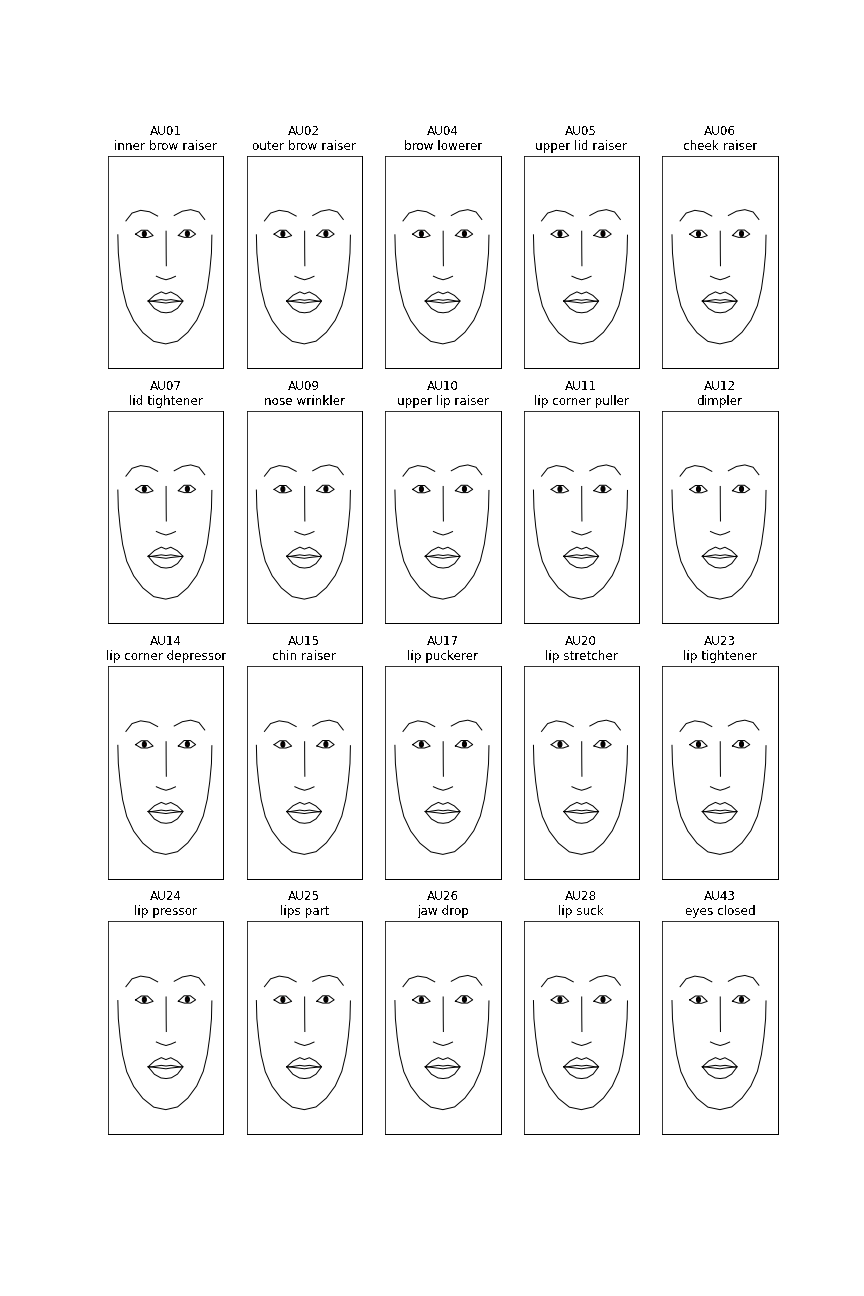 AU01 AU02 AU04 AU05 AU06
inner brow raiser outer brow raiser brow lowerer upper lid raiser cheek raiser
AU07 AU09 AU10 AU11 AU12
lid tightener nose wrinkler upper lip raiser lip corner puller dimpler
AU14 AU15 AU17 AU20 AU23
lip corner depressor chin raiser lip puckerer lip stretcher lip tightener
AU24 AU25 AU26 AU28 AU43
lip pressor lips part jaw drop lip suck eyes closed